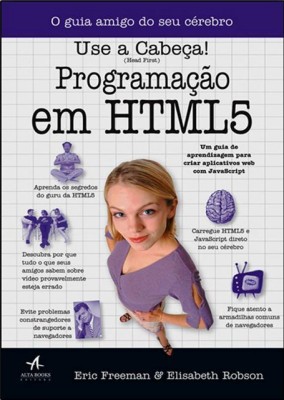 O guia amigo do seu cérebro
Use a Cabeça!
(Head First)
Programação
em HTML5
Um guia de
aprendizagem para
criar aplicativos web
com JavaScript
Aprenda os segredos
do guru da HTML5
Carregue HTML5 e
JavaScript direto
no seu cérebro
Descubra por que
tudo o que seus
amigos sabem sobre
vídeo provavelmente
esteja errado
Evite problemas
constrangedores
de suporte a
navegadores
Fique atento a
armadilhas comuns
de navegadores
ALTA BOOKS
EDITORA
Eric Freeman & Elisabeth Robson